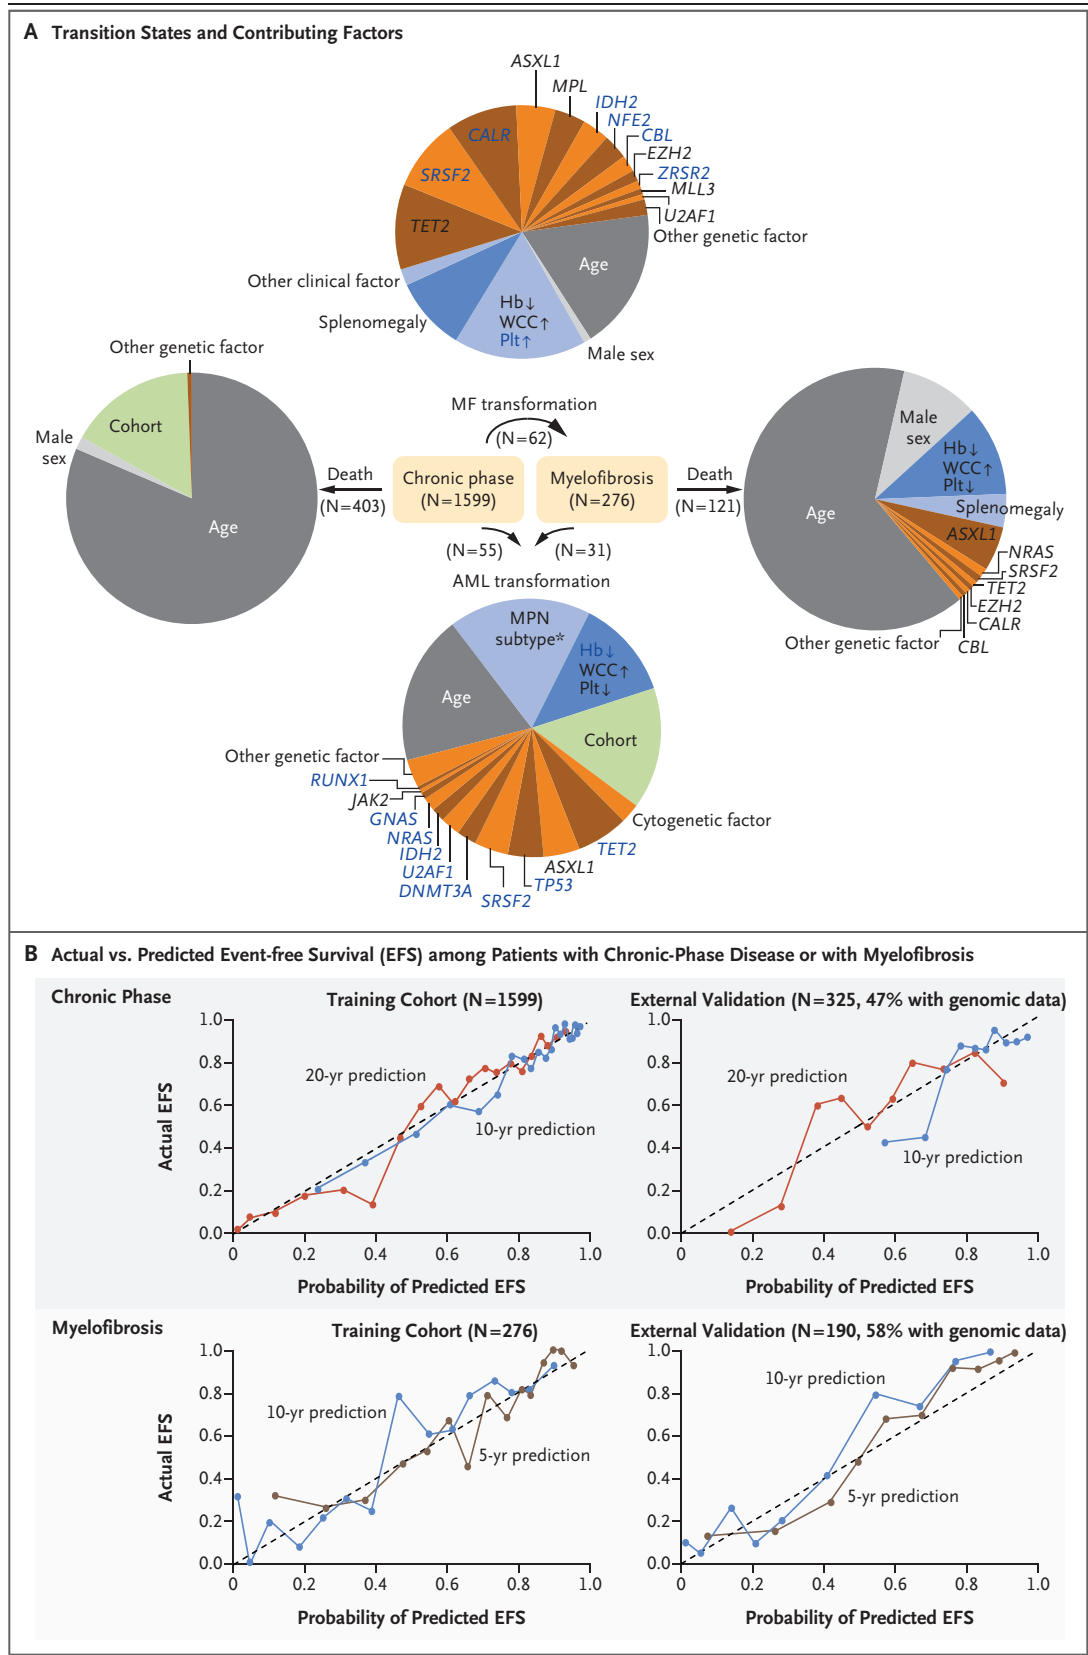 A Transition States and Contributing Factors
ASXL1
MPL
IDH2
NFE2
CBL
EZH2
ZRSR2
MLL3
U2AF1
Other genetic factor
CALR
SRSF2
TET2
Age
Other clinical factor
Splenomegaly
Hb↓
WCC↑
Plt↑
Male sex
Other genetic factor
Cohort
Male
sex
Age
MF transformation
(N=62)
Death
(N=403)
Chronic phase
(N=1599)
Myelofibrosis
(N=276)
Death
(N=121)
(N=55)
(N=31)
AML transformation
Male
sex
Hb↓
WCC↑
Plt↓
Splenomegaly
Age
ASXL1
NRAS
SRSF2
TET2
EZH2
CALR
CBL
Other genetic factor
MPN
subtype*
Hb↓
WCC↑
Plt↓
Age
Cohort
Other genetic factor
RUNX1
JAK2
GNAS
NRAS
IDH2
U2AF1
DNMT3A
SRSF2
TP53
ASXL1
TET2
Cytogenetic factor
B Actual vs. Predicted Event-free Survival (EFS) among Patients with Chronic-Phase Disease or with Myelofibrosis
Chronic Phase
Training Cohort (N=1599)
1.0
0.8
0.6
0.4
0.2
0.0
Actual EFS
20-yr prediction
10-yr prediction
0 0.2 0.4 0.6 0.8 1.0
Probability of Predicted EFS
External Validation (N=325, 47% with genomic data)
1.0
0.8
0.6
0.4
0.2
0.0
20-yr prediction
10-yr prediction
0 0.2 0.4 0.6 0.8 1.0
Probability of Predicted EFS
Myelofibrosis
Training Cohort (N=276)
1.0
0.8
0.6
0.4
0.2
0.0
Actual EFS
10-yr prediction
5-yr prediction
0 0.2 0.4 0.6 0.8 1.0
Probability of Predicted EFS
External Validation (N=190, 58% with genomic data)
1.0
0.8
0.6
0.4
0.2
0.0
10-yr prediction
5-yr prediction
0 0.2 0.4 0.6 0.8 1.0
Probability of Predicted EFS